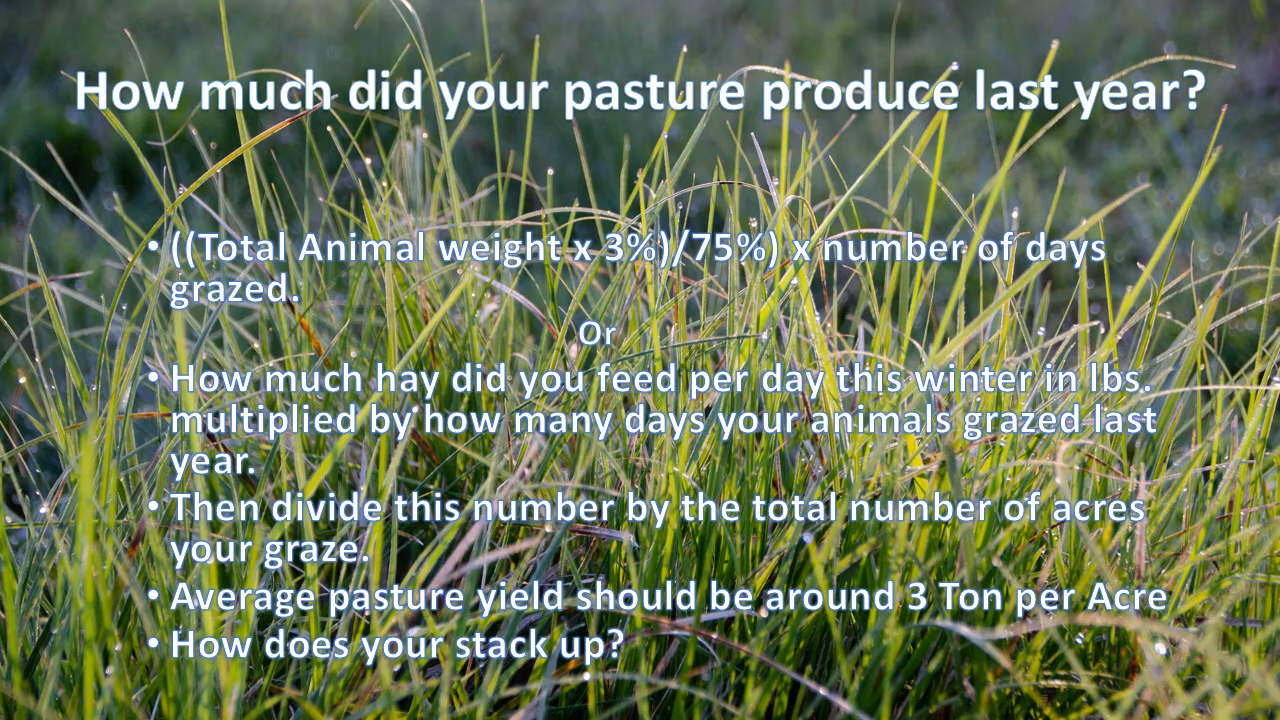 How much did your pasture produce last year?
• ((Total Animal weight x 3%)/75%) x number of days
grazed.
Or
• How much hay did you feed per day this winter in lbs.
multiplied by how many days your animals grazed last
year.
• Then divide this number by the total number of acres
your graze.
• Average pasture yield should be around 3 Ton per Acre
• How does your stack up?